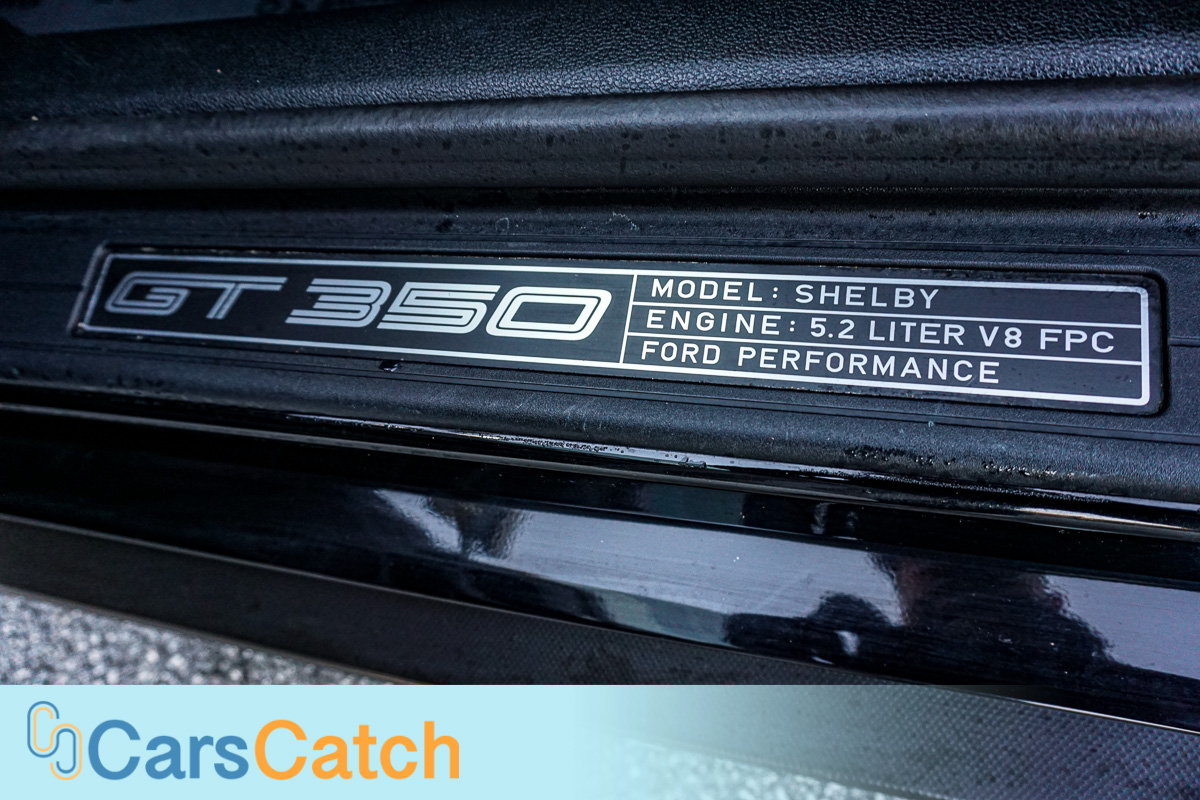 GT 350
MODEL: SHELBY
ENGINE: 5.2 LITER V8 FPC
FORD PERFORMANCE
CarsCatch